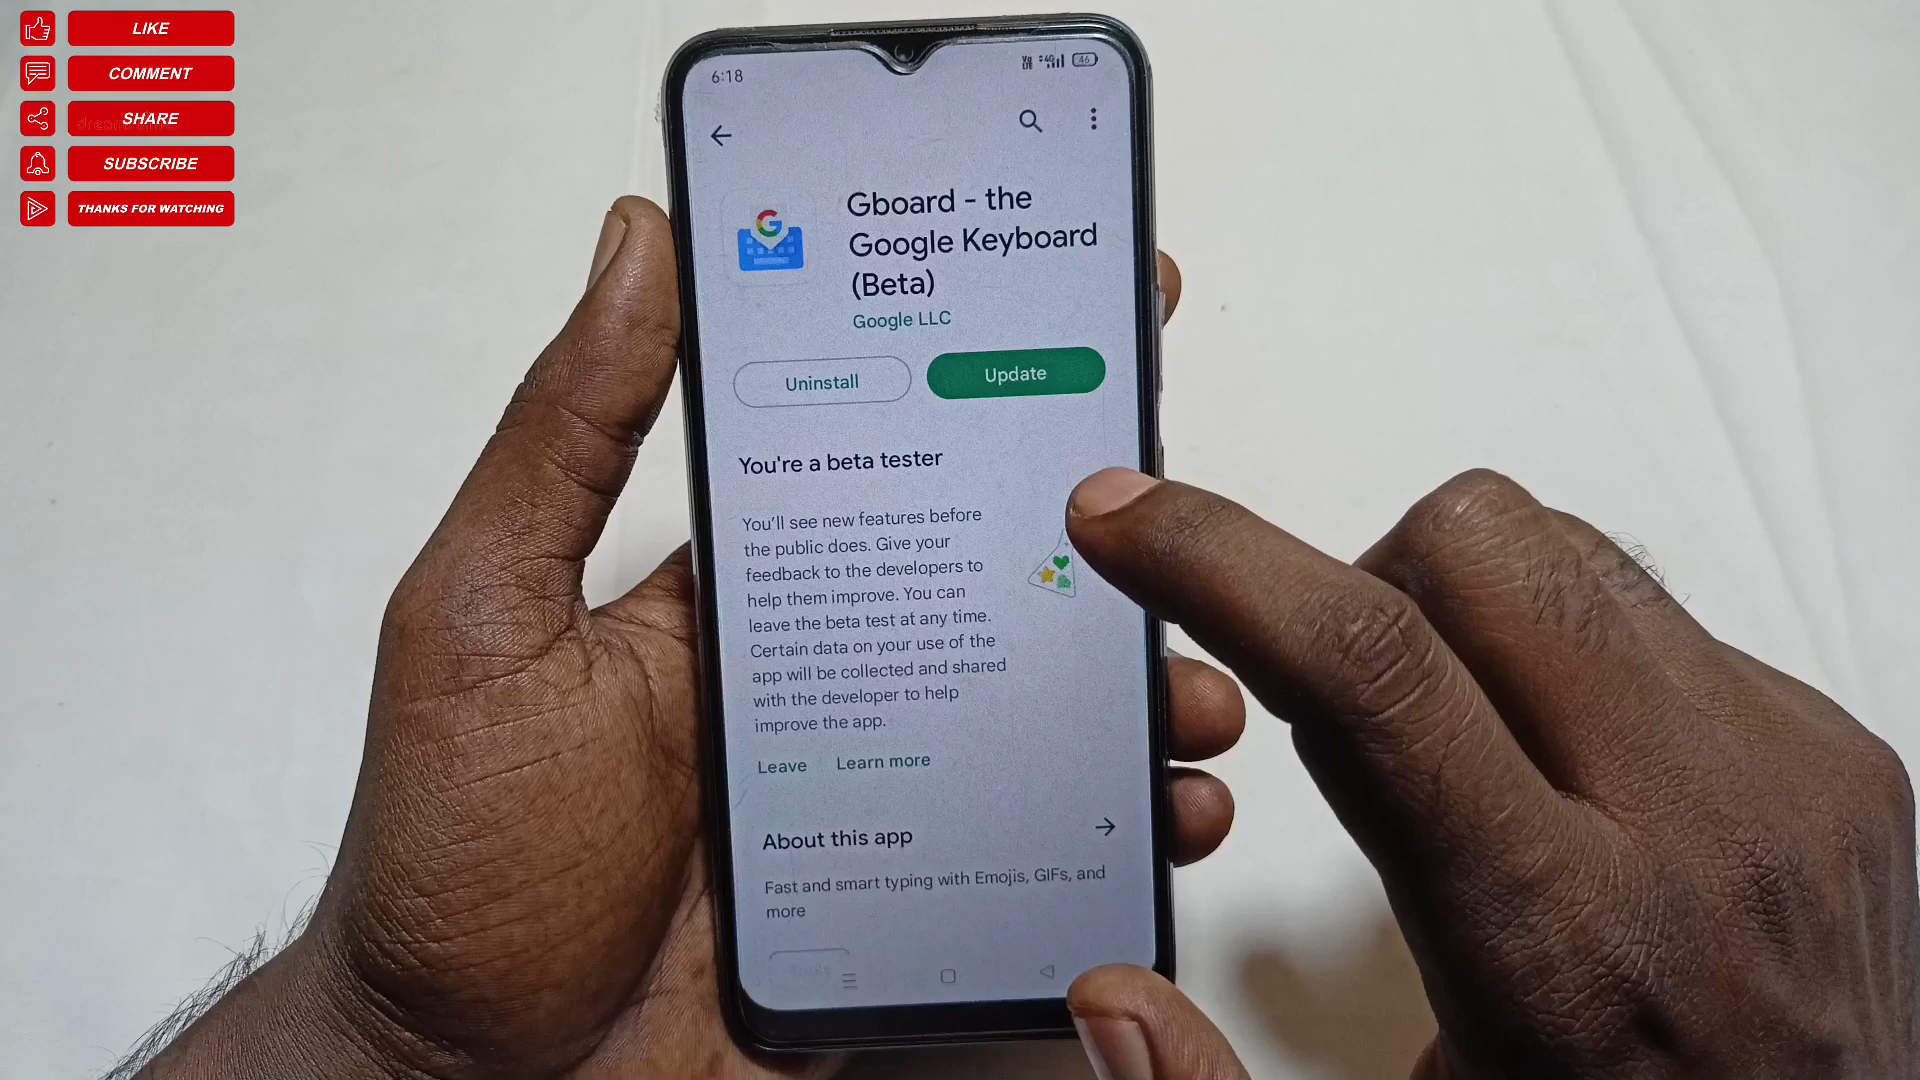 LIKE
COMMENT
SHARE
SUBSCRIBE
THANKS FOR WATCHING
6:18
46
Gboard - the
Google Keyboard
(Beta)
Google LLC
Uninstall
Update
You're a beta tester
You'll see new features before
the public does. Give your
feedback to the developers to
help them improve. You can
leave the beta test at any time.
Certain data on your use of the
app will be collected and shared
with the developer to help
improve the app.
Leave Learn more
About this app
Fast and smart typing with Emojis, GIFs, and
more